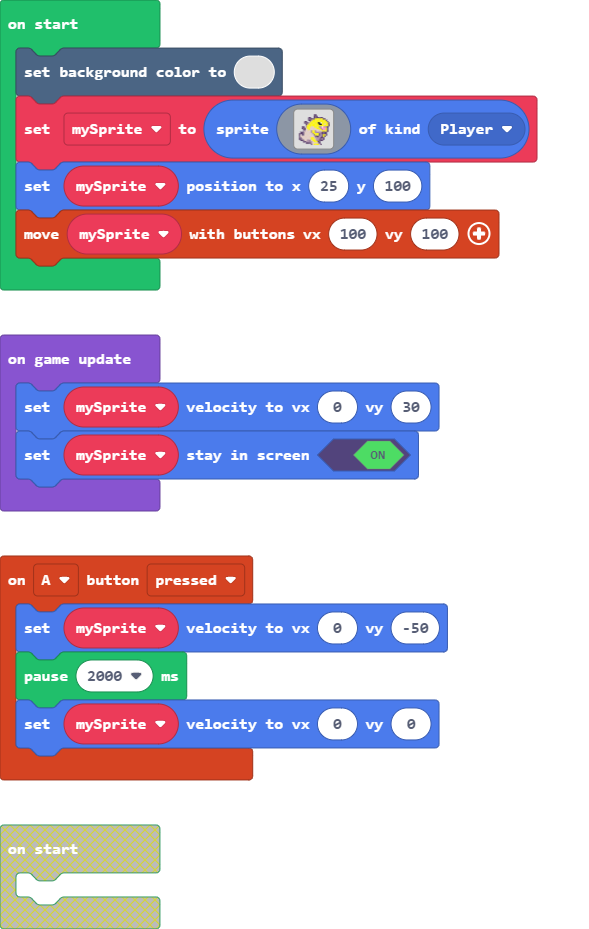 on start
set background color to
set mySprite to sprite of kind Player
set mySprite position to x 25 y 100
move mySprite with buttons vx 100 vy 100
on game update
set mySprite velocity to vx 0 vy 30
set mySprite stay in screen ON
on A button pressed
set mySprite velocity to vx 0 vy -50
pause 2000 ms
set mySprite velocity to vx 0 vy 0
on start